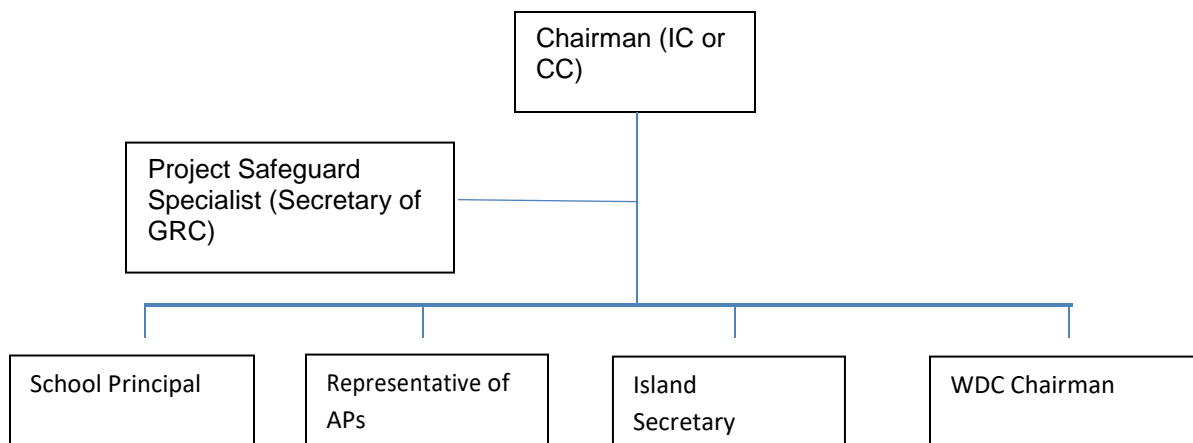 Chairman (IC or
CC)
Project Safeguard
Specialist (Secretary of
GRC)
School Principal
Representative of
APs
Island
Secretary
WDC Chairman